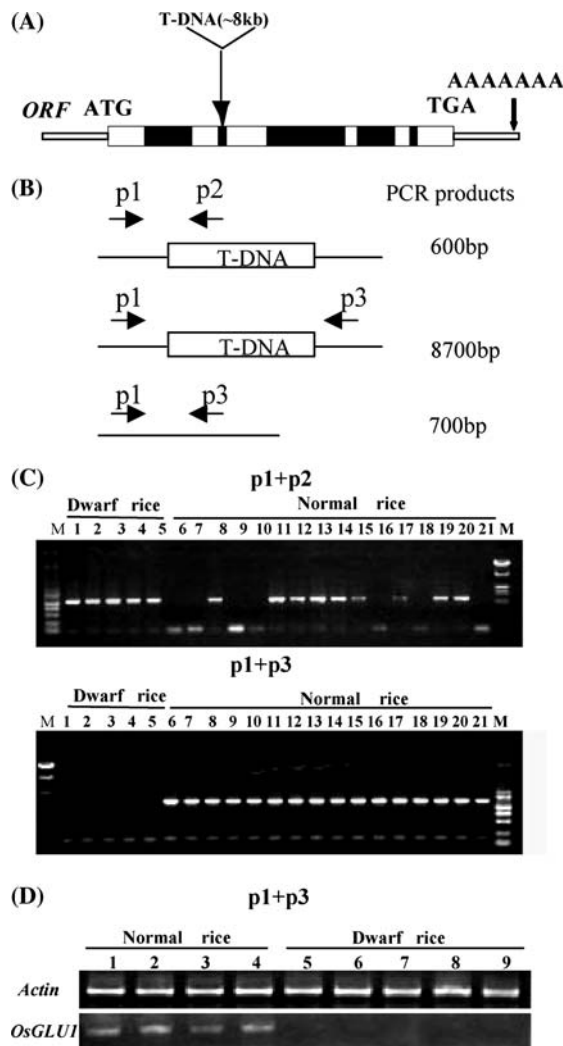 (A)
T-DNA(~8kb)
AAAAAAA
ORF ATG TGA
(B)
p1 p2 PCR products
T-DNA 600bp
p1 p3
T-DNA 8700bp
p1 p3
700bp
(C)
p1+p2
Dwarf rice Normal rice
M 1 2 3 4 5 6 7 8 9 10 11 12 13 14 15 16 17 18 19 20 21 M
p1+p3
Dwarf rice Normal rice
M 1 2 3 4 5 6 7 8 9 10 11 12 13 14 15 16 17 18 19 20 21 M
(D) p1+p3
Normal rice Dwarf rice
1 2 3 4 5 6 7 8 9
Actin
OsGLU1